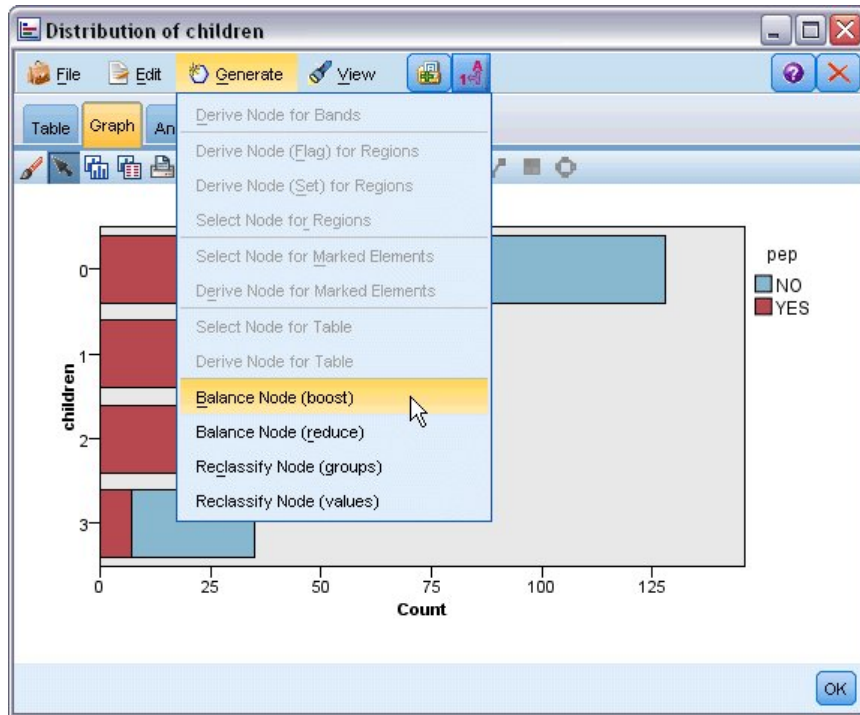 Distribution of children
File Edit Generate View
Table Graph An
Derive Node for Bands
Derive Node (Flag) for Regions
Derive Node (Set) for Regions
Select Node for Regions
Select Node for Marked Elements
Derive Node for Marked Elements
Select Node for Table
Derive Node for Table
Balance Node (boost)
Balance Node (reduce)
Reclassify Node (groups)
Reclassify Node (values)
children
0
1
2
3
0 25 50 75 100 125
Count
pep
NO
YES
OK